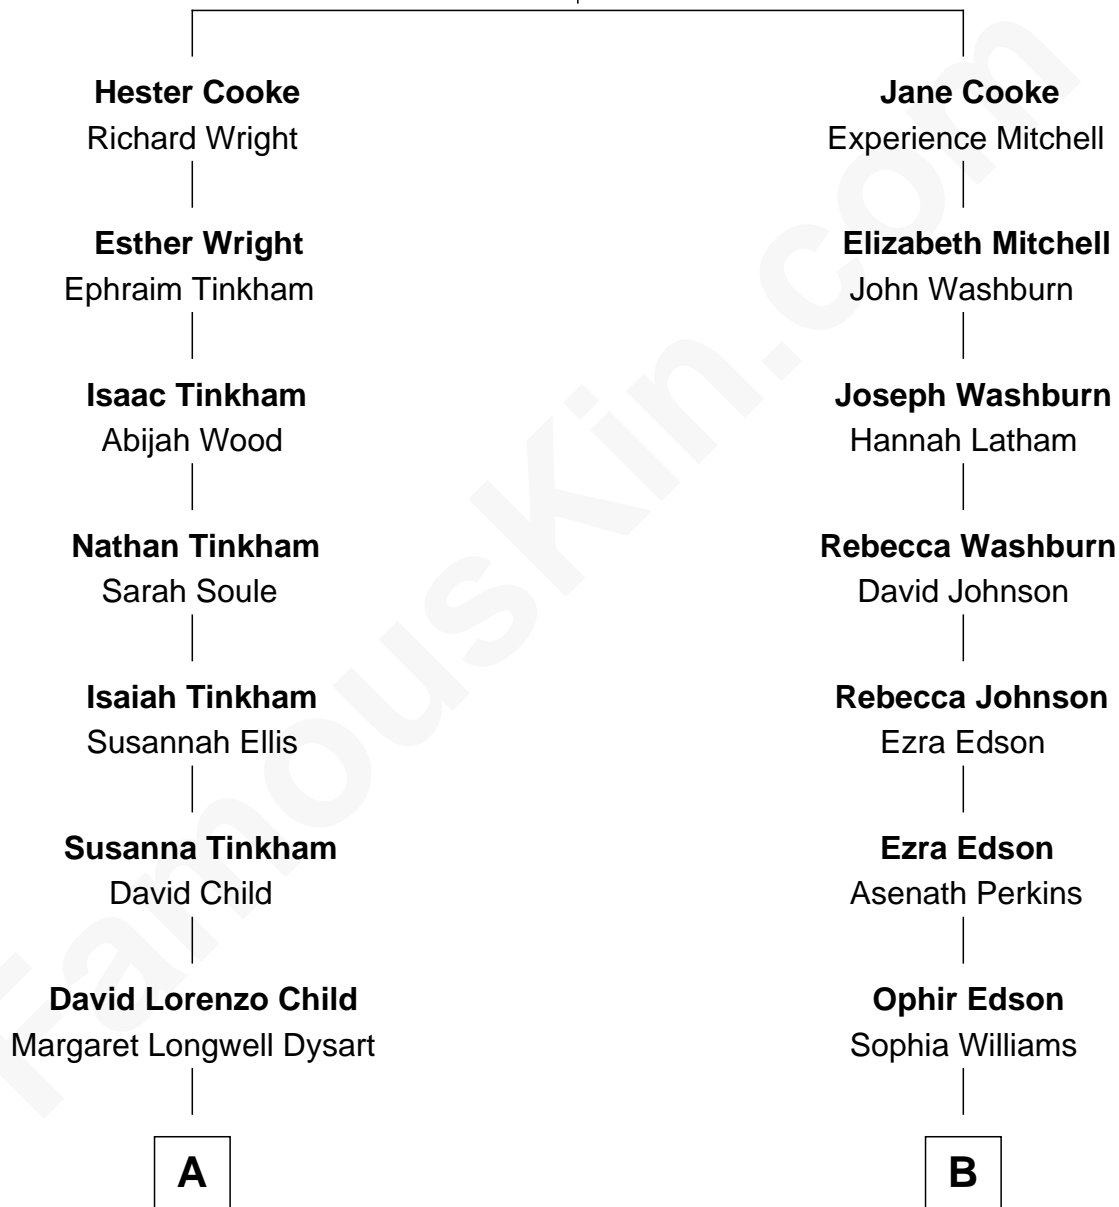 Hester Cooke
Richard Wright
Esther Wright
Ephraim Tinkham
Isaac Tinkham
Abijah Wood
Nathan Tinkham
Sarah Soule
Isaiah Tinkham
Susannah Ellis
Susanna Tinkham
David Child
David Lorenzo Child
Margaret Longwell Dysart
A
Jane Cooke
Experience Mitchell
Elizabeth Mitchell
John Washburn
Joseph Washburn
Hannah Latham
Rebecca Washburn
David Johnson
Rebecca Johnson
Ezra Edson
Ezra Edson
Asenath Perkins
Ophir Edson
Sophia Williams
B
FamousKin.com